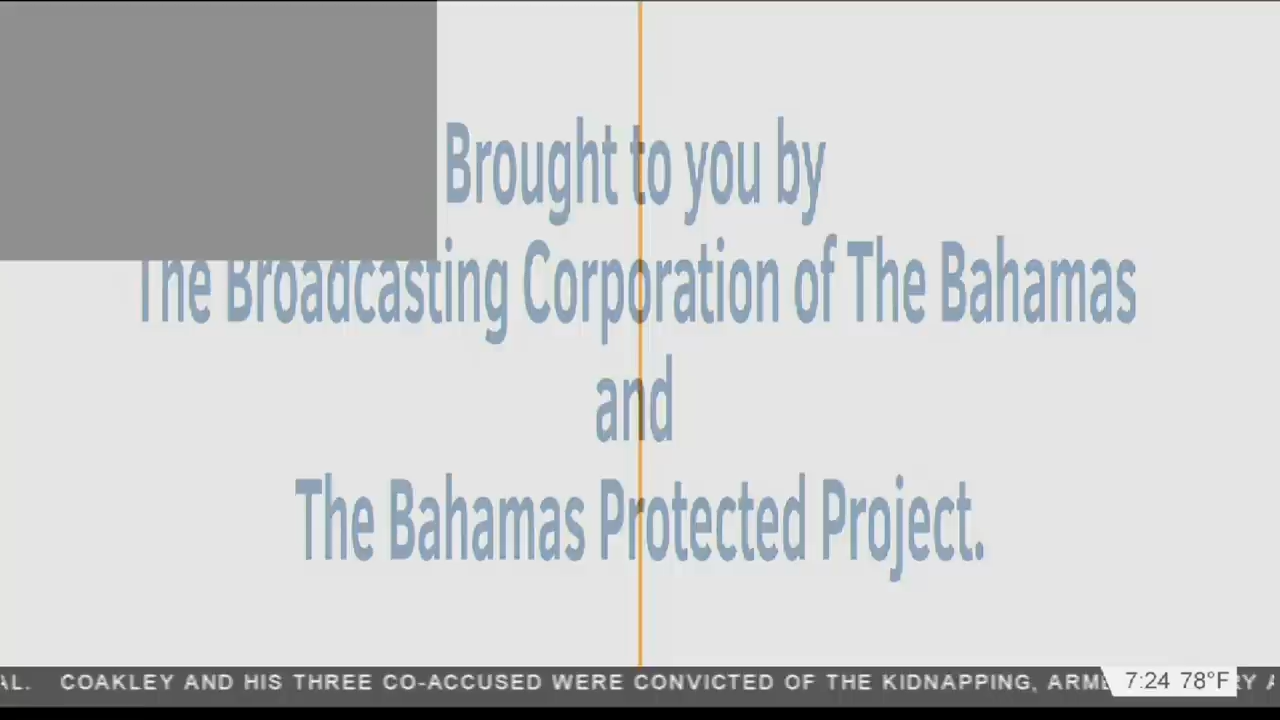 Brought to you by
The Broadcasting Corporation of The Bahamas
and
The Bahamas Protected Project.
COAKLEY AND HIS THREE CO-ACCUSED WERE CONVICTED OF THE KIDNAPPING,
7:24 78°F